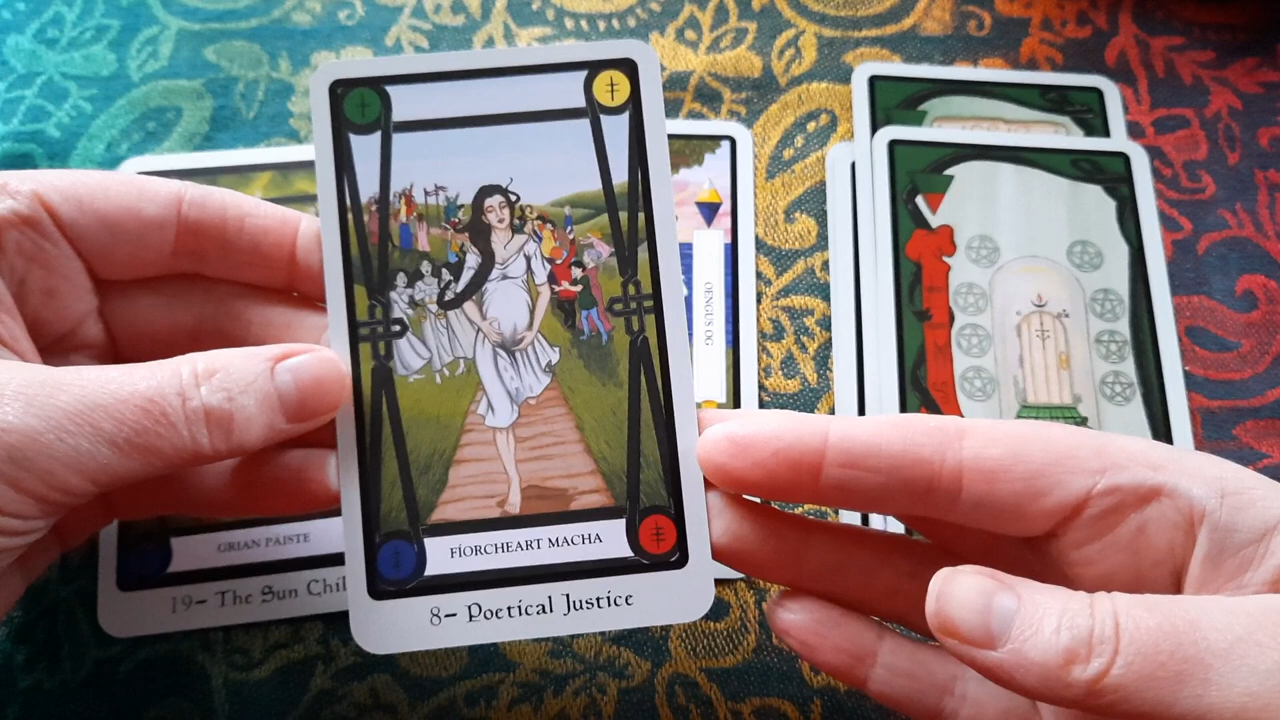 FÍORCHEART MACHA
8- Poetical Justice
GRIAN PAISTE
19- The Sun Chil
OENGUS OG